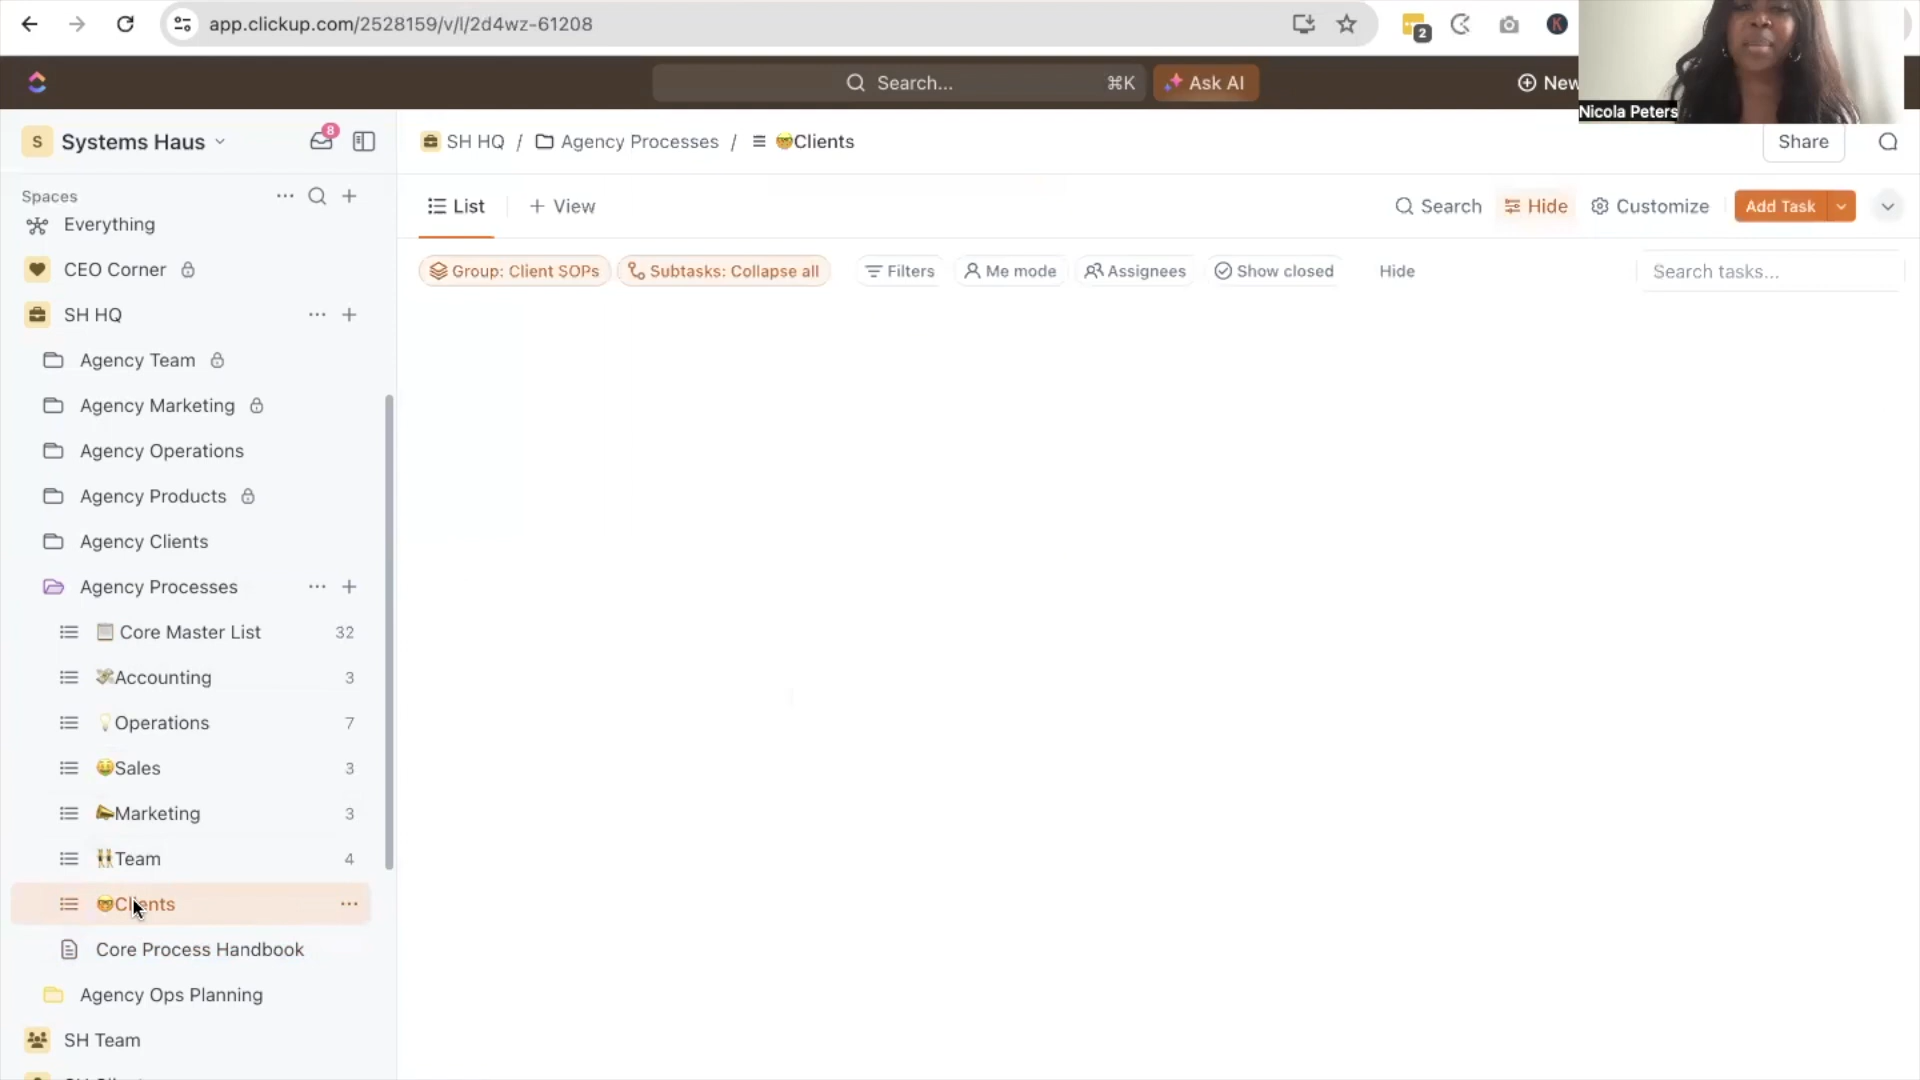 app.clickup.com/2528159/v/l/2d4wz-61208
2
K
Search...
⌘K
Ask AI
New
Nicola Peters
S
Systems Haus
8
SH HQ / Agency Processes / 🤓Clients
Share
Spaces
List
View
Search
Hide
Customize
Add Task
Everything
CEO Corner
Group: Client SOPs
Subtasks: Collapse all
Filters
Me mode
Assignees
Show closed
Hide
Search tasks...
SH HQ
Agency Team
Agency Marketing
Agency Operations
Agency Products
Agency Clients
Agency Processes
📋 Core Master List 32
💸Accounting 3
💡Operations 7
🤑Sales 3
📣Marketing 3
👯Team 4
🤓Clients
Core Process Handbook
Agency Ops Planning
SH Team